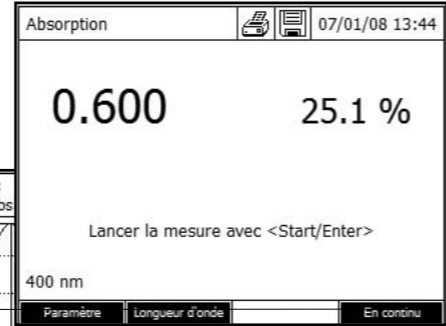 Absorption 07/01/08 13:44
0.600 25.1 %
Lancer la mesure avec <Start/Enter>
400 nm
Paramètre Longueur d'onde En continu